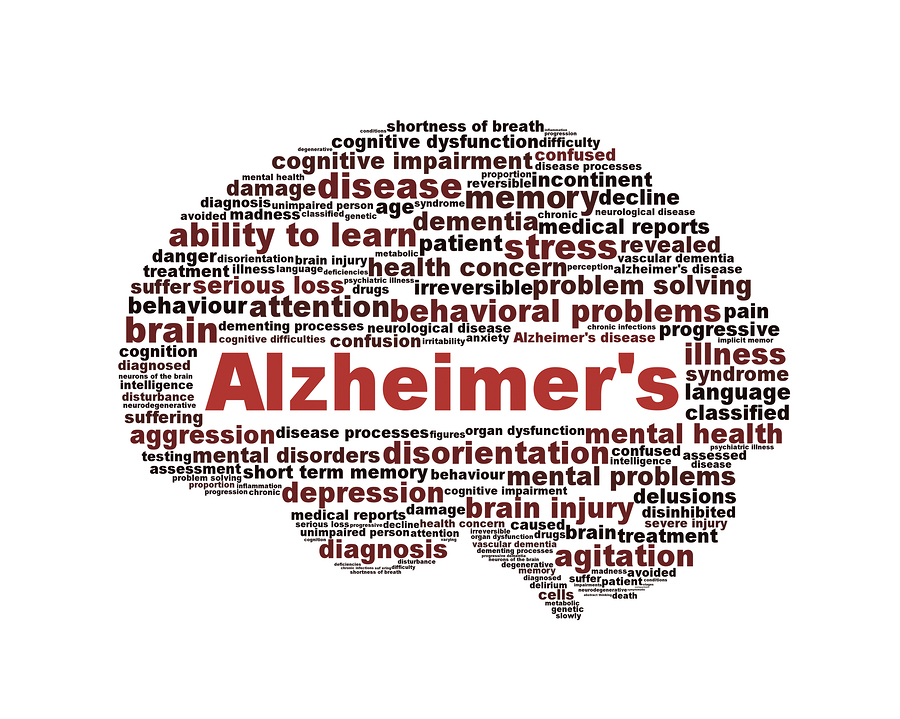 shortness of breath
conditions inflammation
progression
cognitive dysfunction difficulty
degenerative
cognitive impairment confused
disease processes
mental health proportion
damage disease reversible incontinent
diagnosis unimpaired person age syndrome memory decline
avoided madness classified genetic dementia chronic neurological disease
ability to learn patient stress medical reports
revealed
danger disorientation brain injury metabolic vascular dementia
treatment illness language deficiencies health concern perception alzheimer's disease
suffer serious loss psychiatric illness drugs irreversible problem solving
behaviour attention behavioral problems pain
brain dementing processes neurological disease chronic infections progressive
cognitive difficulties confusion irritability anxiety Alzheimer's disease implicit memor
cognition illness
diagnosed Alzheimer's syndrome
neurons of the brain
intelligence language
disturbance
neurodegenerative classified
suffering
aggression disease processes figures organ dysfunction mental health
testing mental disorders disorientation confused assessed psychiatric illness
intelligence disease
assessment short term memory behaviour mental problems
problem solving
proportion inflammation depression cognitive impairment delusions
progression chronic
medical reports damage brain injury disinhibited
serious loss progressive decline health concern caused severe injury
unimpaired person attention irreversible drugs brain treatment
cognition varying organ dysfunction
diagnosis vascular dementia agitation
dementing processes
progressive dementia
neurons of the brain
deficiencies disturbance degenerative
chronic infections difficulty memory madness avoided
shortness of breath diagnosed suffer patient conditions
delirium impairments
cells neurodegenerative
abstract thinking death
metabolic
genetic
slowly